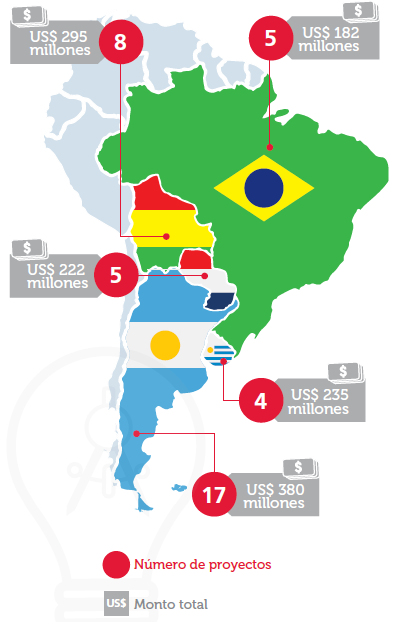 $
US$ 295
millones
8
$
5
US$ 182
millones
$
US$ 222
millones
5
$
4
US$ 235
millones
$
17
US$ 380
millones
Número de proyectos
US$
Monto total